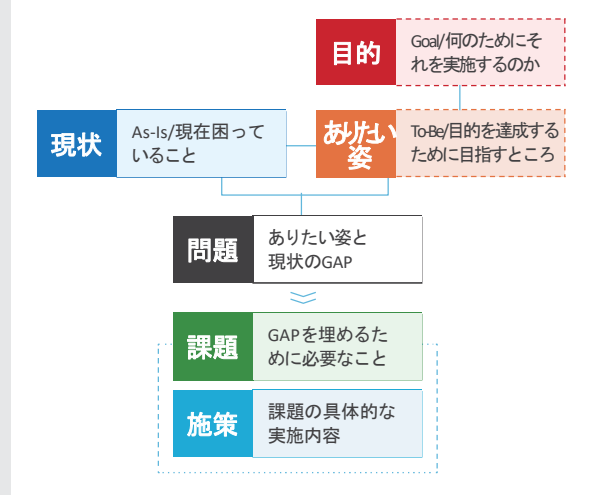 目的
Goal/何のためにそ
れを実施するのか
現状
As-Is/現在困って
いること
ありたい
姿
To-Be/目的を達成する
ために目指すところ
問題
ありたい姿と
現状のGAP
課題
GAPを埋めるた
めに必要なこと
施策
課題の具体的な
実施内容